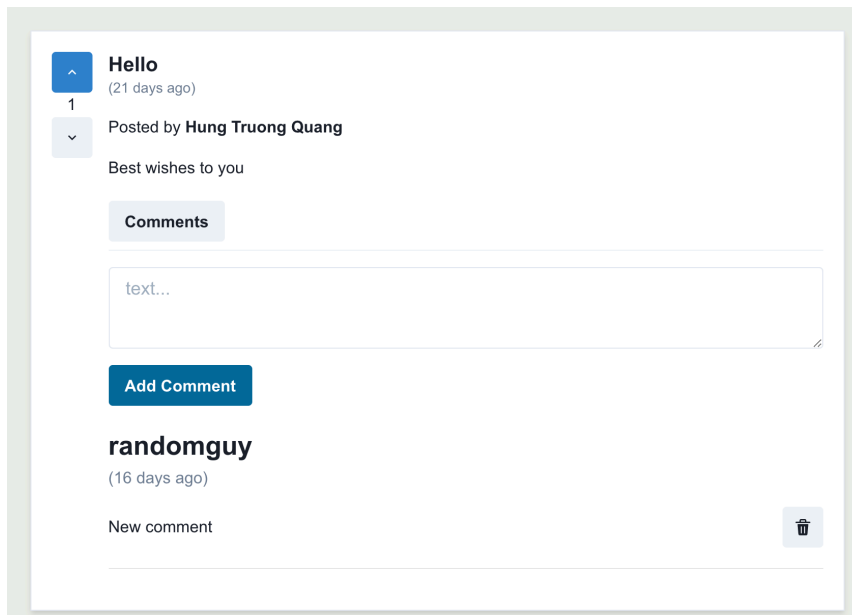 Hello
(21 days ago)
1
Posted by Hung Truong Quang
Best wishes to you
Comments
text...
Add Comment
randomguy
(16 days ago)
New comment